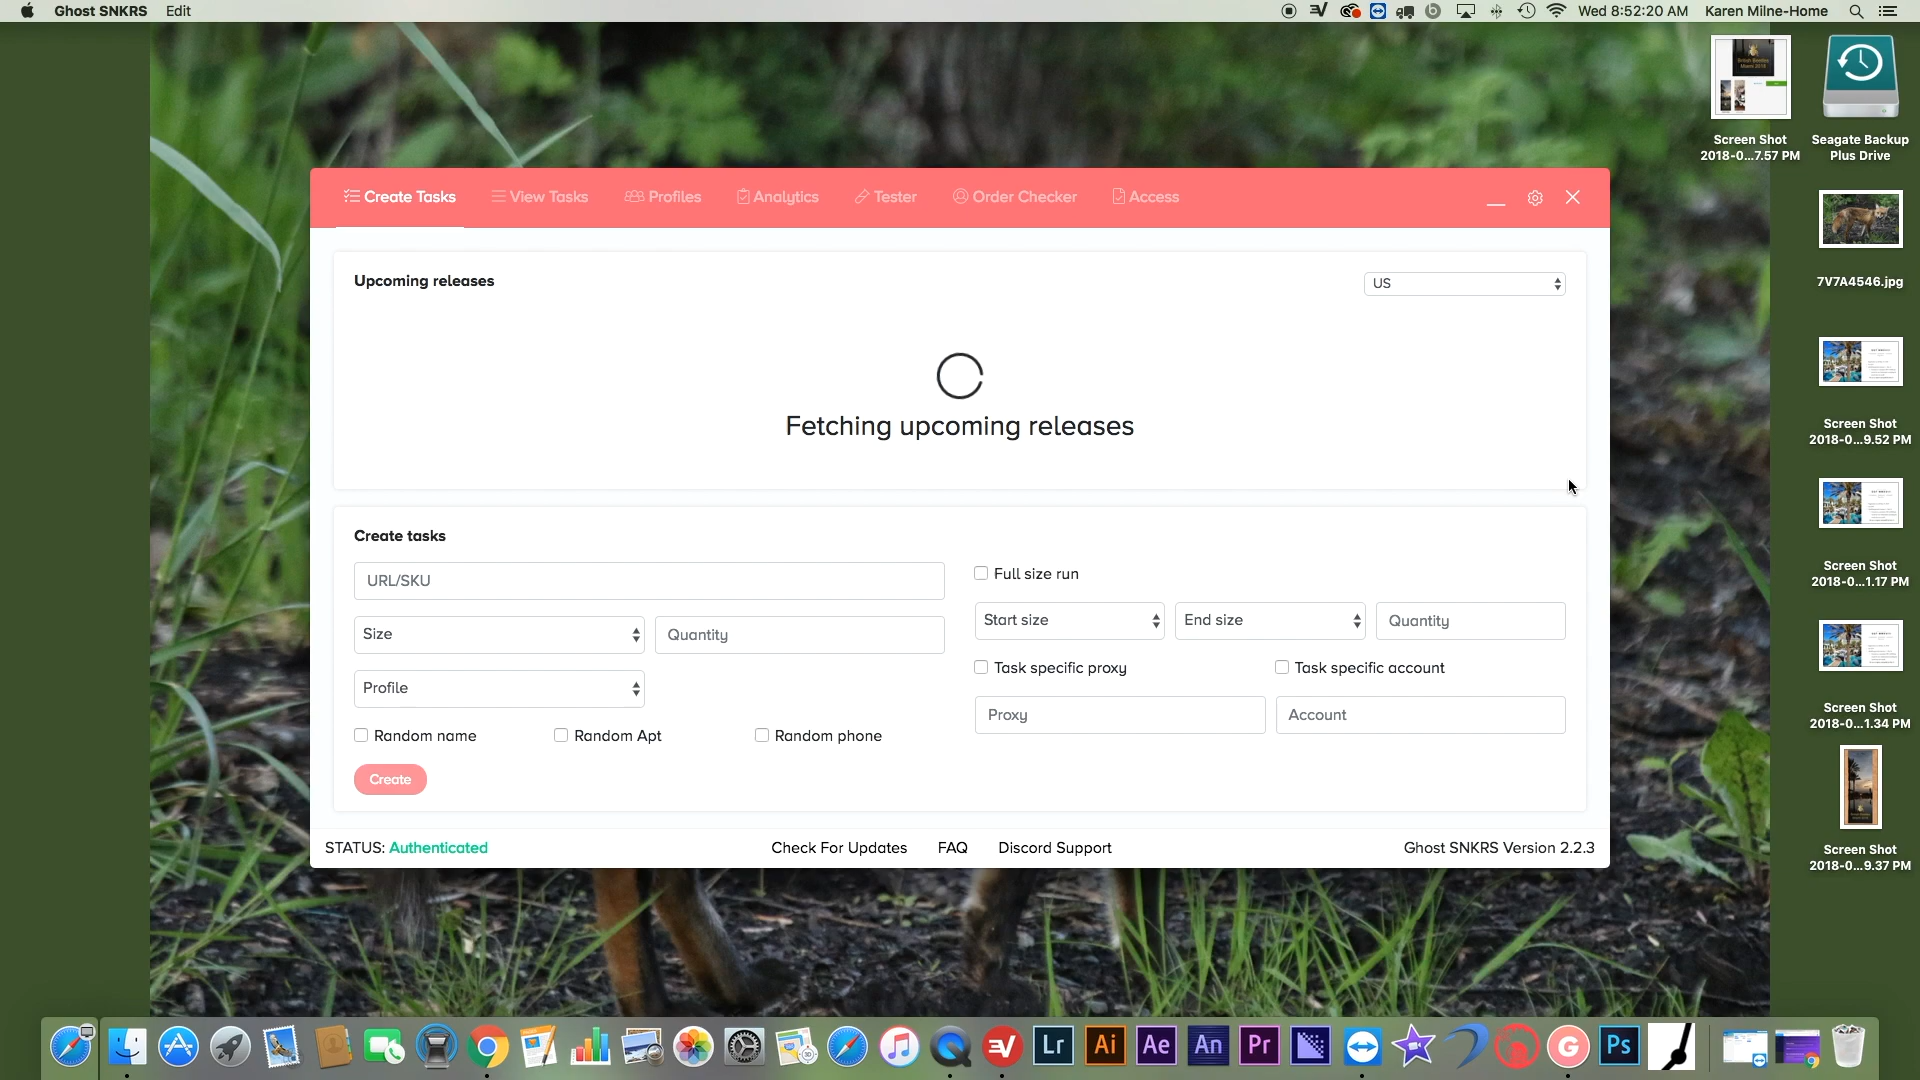 Ghost SNKRS Edit
Wed 8:52:20 AM Karen Milne-Home
Screen Shot
2018-0...7.57 PM
Seagate Backup
Plus Drive
Create Tasks View Tasks Profiles Analytics Tester Order Checker Access
Upcoming releases
US
7V7A4546.jpg
Fetching upcoming releases
Screen Shot
2018-0...9.52 PM
Create tasks
URL/SKU
Full size run
Screen Shot
2018-0...1.17 PM
Size
Quantity
Start size
End size
Quantity
Task specific proxy
Task specific account
Profile
Proxy
Account
Screen Shot
2018-0...1.34 PM
Random name
Random Apt
Random phone
Create
STATUS: Authenticated
Check For Updates
FAQ
Discord Support
Ghost SNKRS Version 2.2.3
Screen Shot
2018-0...9.37 PM
Lr Ai Ae An Pr G Ps